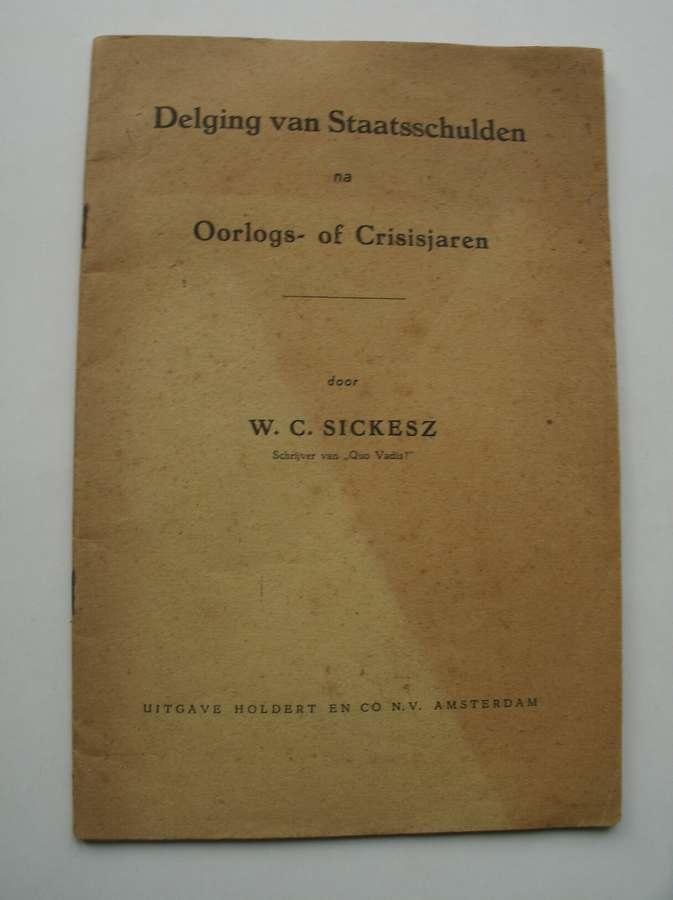 Delging van Staatsschulden
na
Oorlogs- of Crisisjaren
door
W. C. SICKESZ
Schrijver van „Quo Vadis?"
UITGAVE HOLDERT EN CO N.V. AMSTERDAM